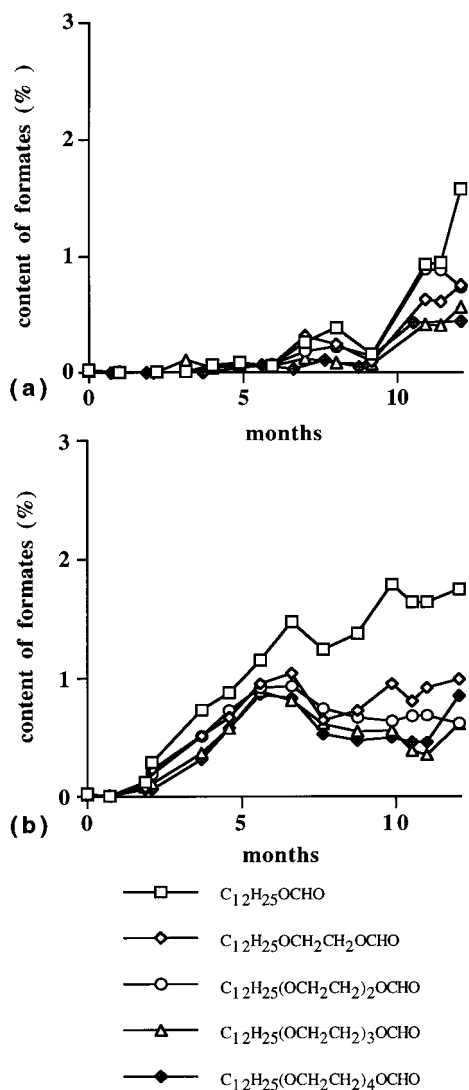 3
2
1
0
content of formates (%)
(a)
0 5 10
months
3
2
1
0
content of formates (%)
(b)
0 5 10
months
C12H25OCHO
C12H25OCH2CH2OCHO
C12H25(OCH2CH2)2OCHO
C12H25(OCH2CH2)3OCHO
C12H25(OCH2CH2)4OCHO